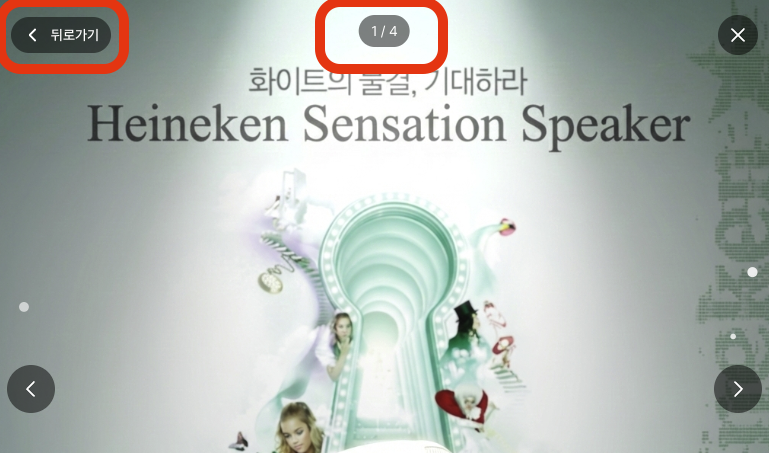 뒤로가기
1 / 4
화이트의 물결, 기대하라
Heineken Sensation Speaker